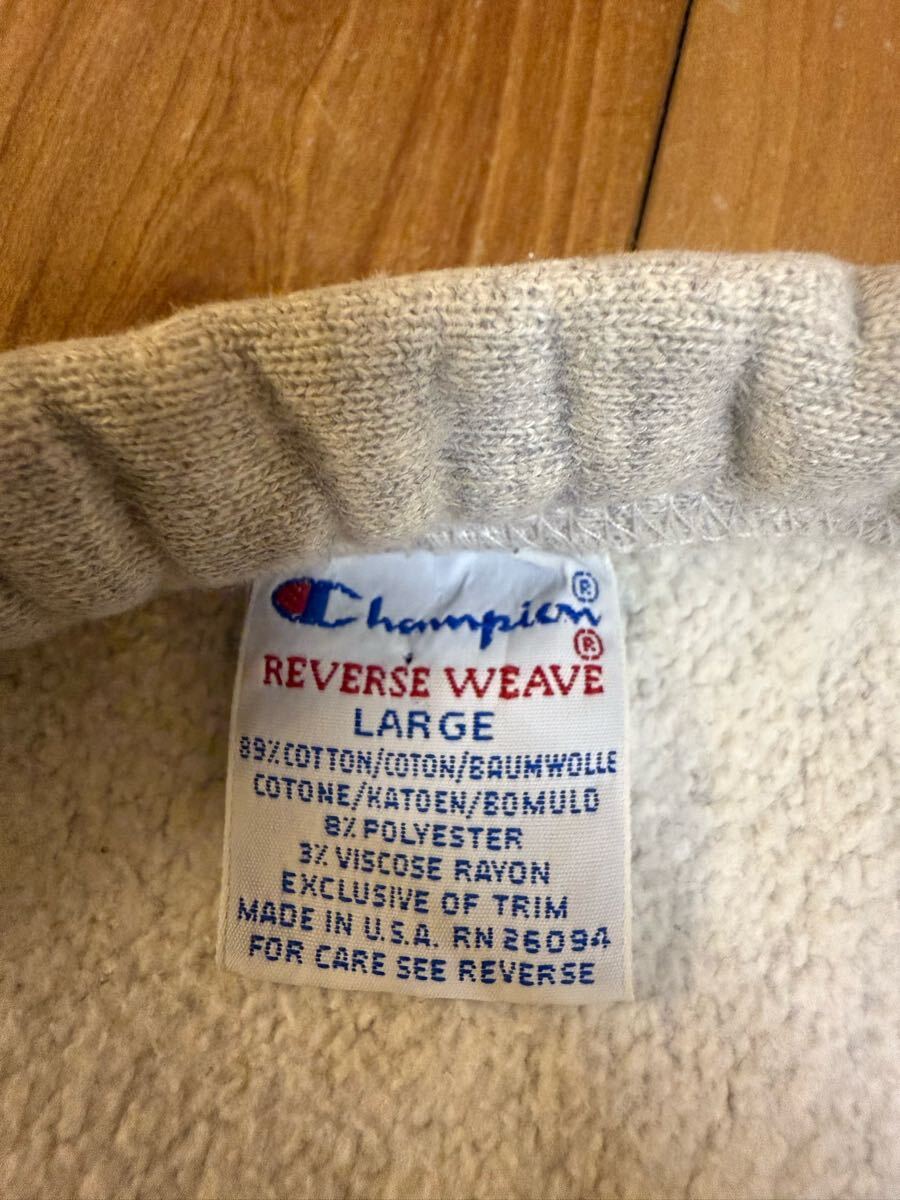 Champion®
REVERSE WEAVE®
LARGE
89% COTTON/COTON/BAUMWOLLE
COTONE/KATOEN/BOMULD
8% POLYESTER
3% VISCOSE RAYON
EXCLUSIVE OF TRIM
MADE IN U.S.A. RN 26094
FOR CARE SEE REVERSE